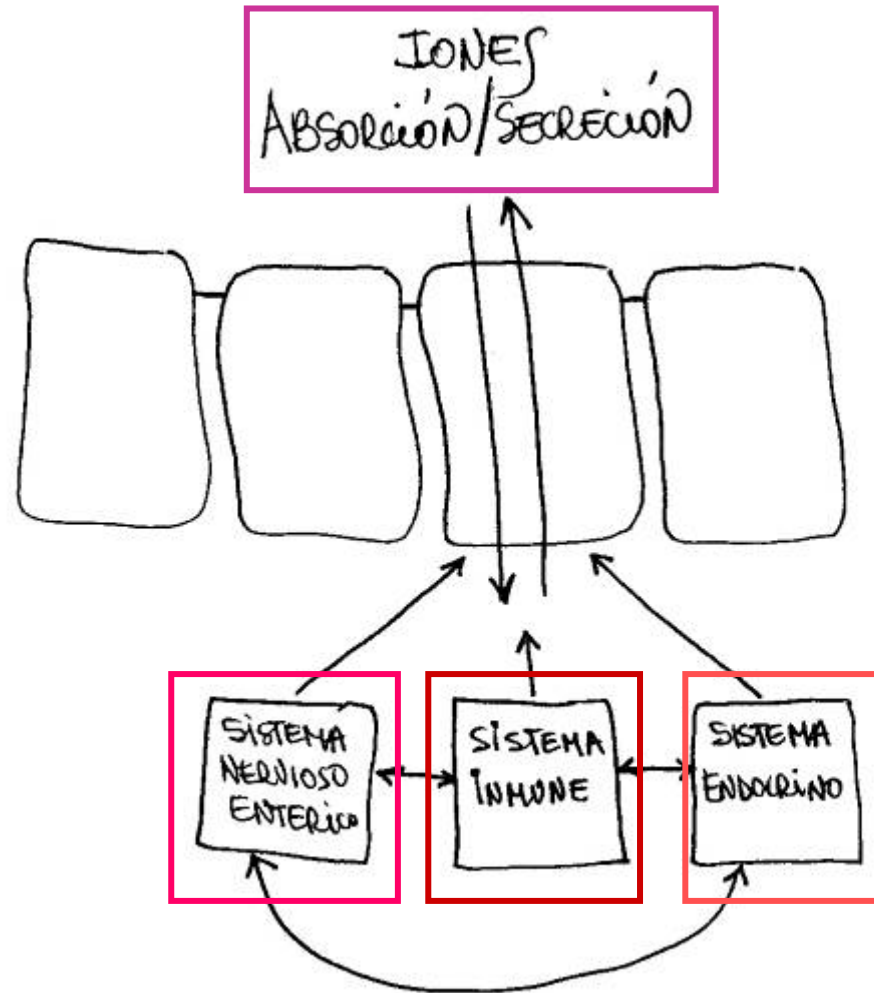 IONES
ABSORCIÓN/SECRECIÓN
SISTEMA
NERVIOSO
ENTERICO
SISTEMA
INMUNE
SISTEMA
ENDOCRINO